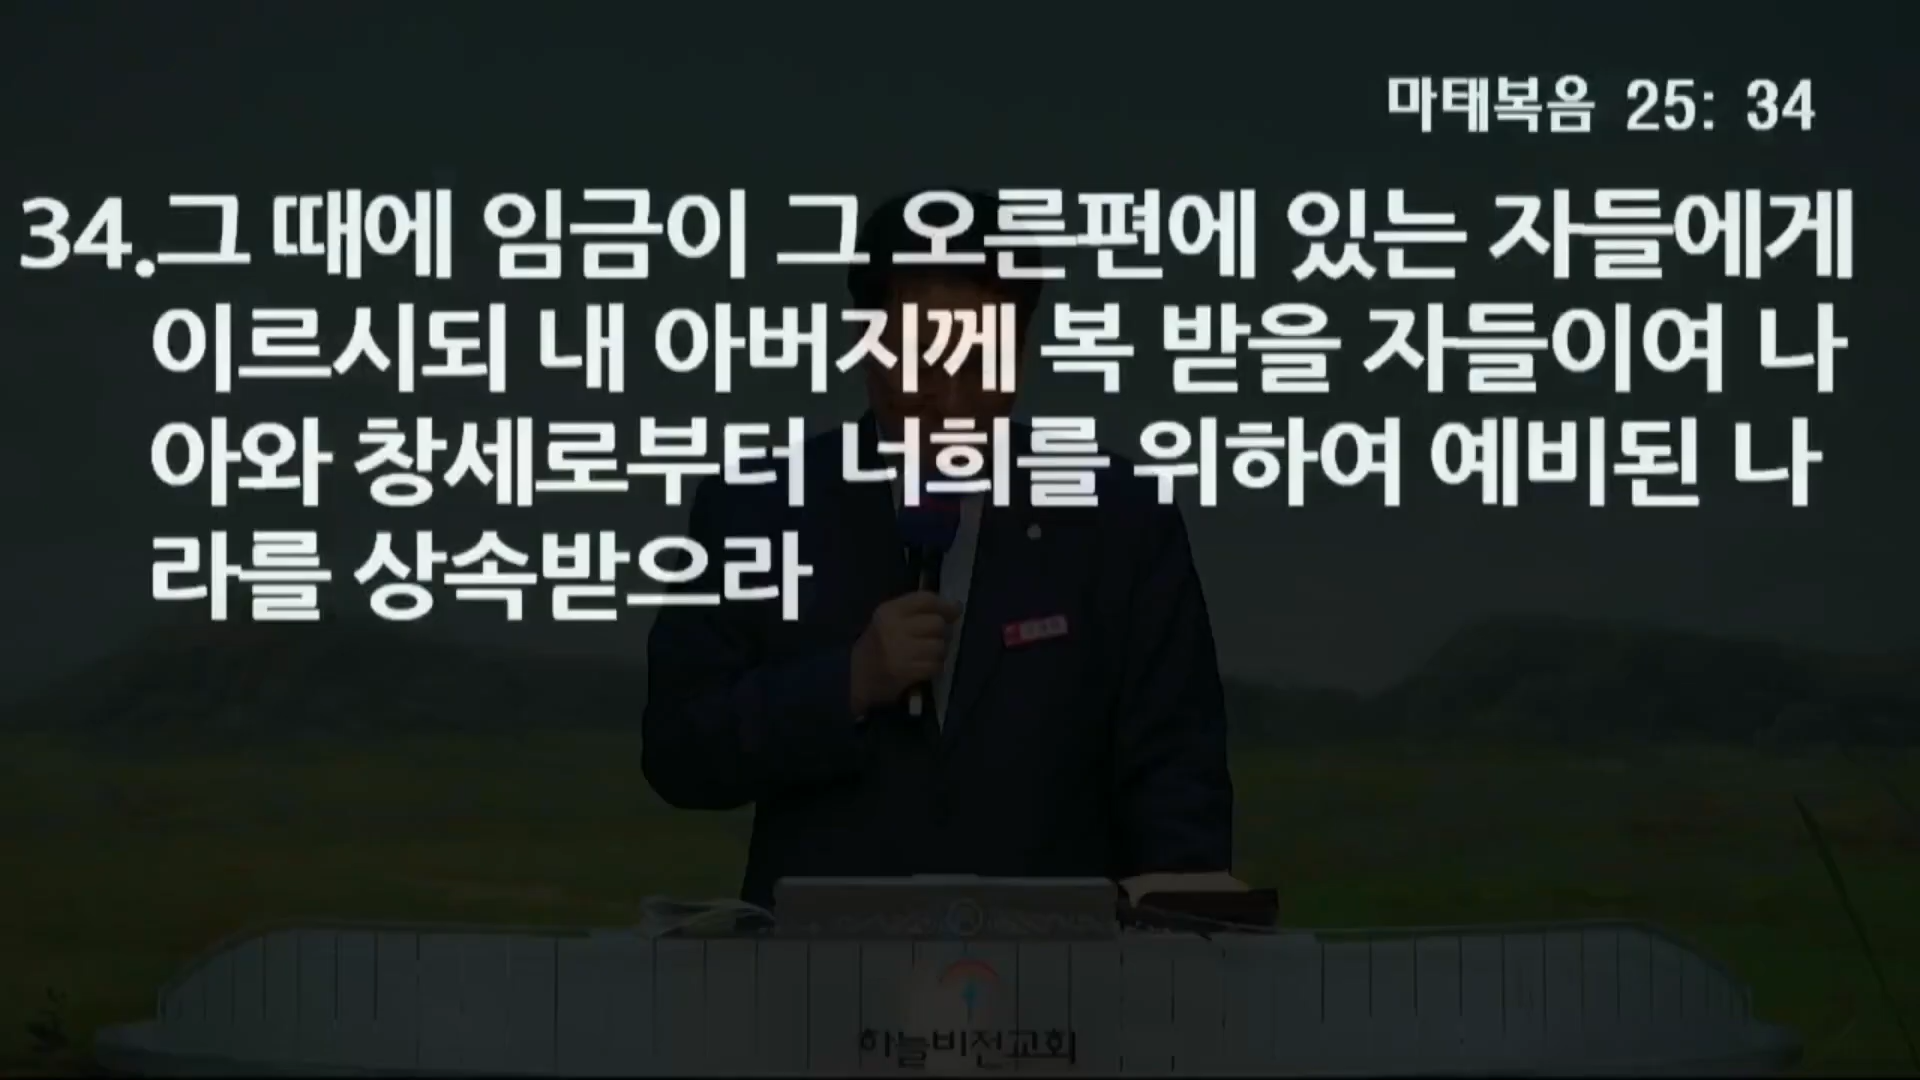 마태복음 25: 34
34.그 때에 임금이 그 오른편에 있는 자들에게
이르시되 내 아버지께 복 받을 자들이여 나
아와 창세로부터 너희를 위하여 예비된 나
라를 상속받으라
하늘비전교회